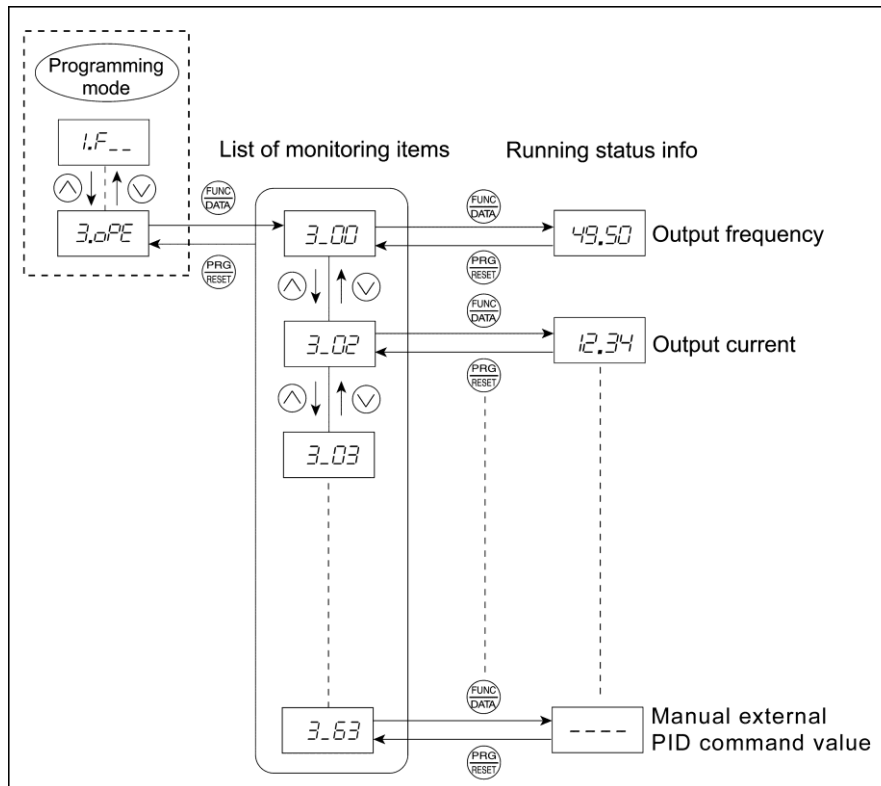 Programming
mode
1.F__
3.oPE
List of monitoring items
Running status info
FUNC
DATA
PRG
RESET
3_00
FUNC
DATA
PRG
RESET
49.50
Output frequency
3_02
FUNC
DATA
PRG
RESET
12.34
Output current
3_03
3_63
FUNC
DATA
PRG
RESET
----
Manual external
PID command value